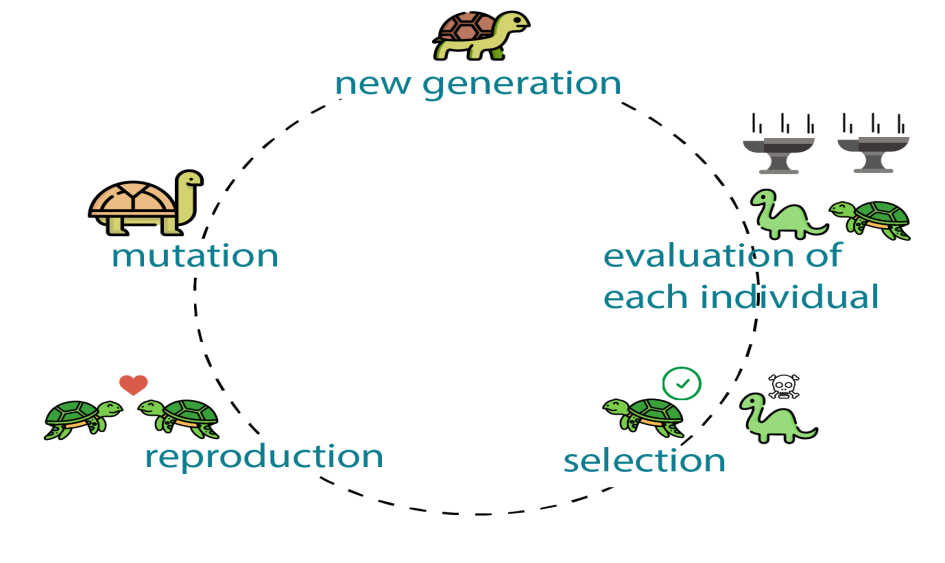 new generation
evaluation of
each individual
selection
reproduction
mutation